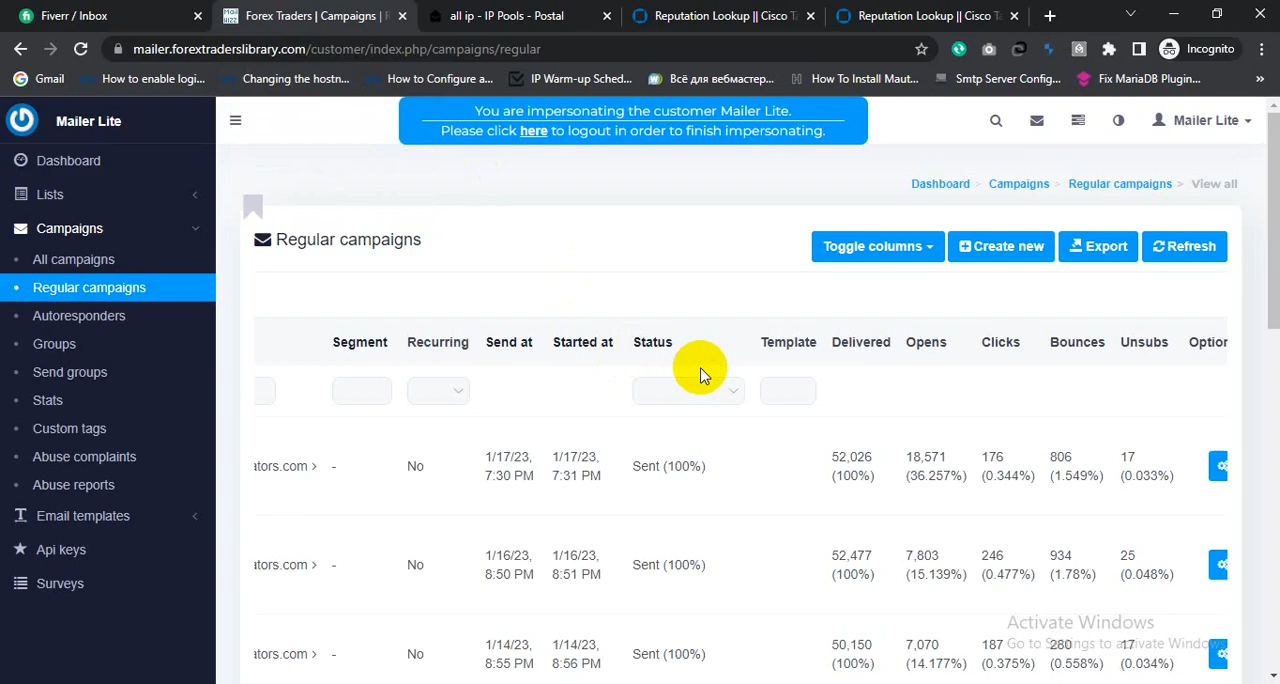 Fiverr / Inbox
Forex Traders | Campaigns | R
all ip - IP Pools - Postal
Reputation Lookup || Cisco Ta
Reputation Lookup || Cisco Ta
mailer.forextraderslibrary.com/customer/index.php/campaigns/regular
Incognito
Gmail
How to enable logi...
Changing the hostn...
How to Configure a...
IP Warm-up Sched...
Всё для вебмастер...
How To Install Maut...
Smtp Server Config...
Fix MariaDB Plugin...
»
Mailer Lite
You are impersonating the customer Mailer Lite.
Please click here to logout in order to finish impersonating.
Mailer Lite
Dashboard
Lists
Campaigns
All campaigns
Regular campaigns
Autoresponders
Groups
Send groups
Stats
Custom tags
Abuse complaints
Abuse reports
Email templates
Api keys
Surveys
Dashboard > Campaigns > Regular campaigns > View all
Regular campaigns
Toggle columns
Create new
Export
Refresh
Segment Recurring Send at Started at Status Template Delivered Opens Clicks Bounces Unsubs Option
ators.com > - No 1/17/23, 7:30 PM 1/17/23, 7:31 PM Sent (100%) 52,026 (100%) 18,571 (36.257%) 176 (0.344%) 806 (1.549%) 17 (0.033%)
ators.com > - No 1/16/23, 8:50 PM 1/16/23, 8:51 PM Sent (100%) 52,477 (100%) 7,803 (15.139%) 246 (0.477%) 934 (1.78%) 25 (0.048%)
ators.com > - No 1/14/23, 8:55 PM 1/14/23, 8:56 PM Sent (100%) 50,150 (100%) 7,070 (14.177%) 187 (0.375%) 280 (0.558%) 17 (0.034%)
Activate Windows
Go to Settings to activate Windows.